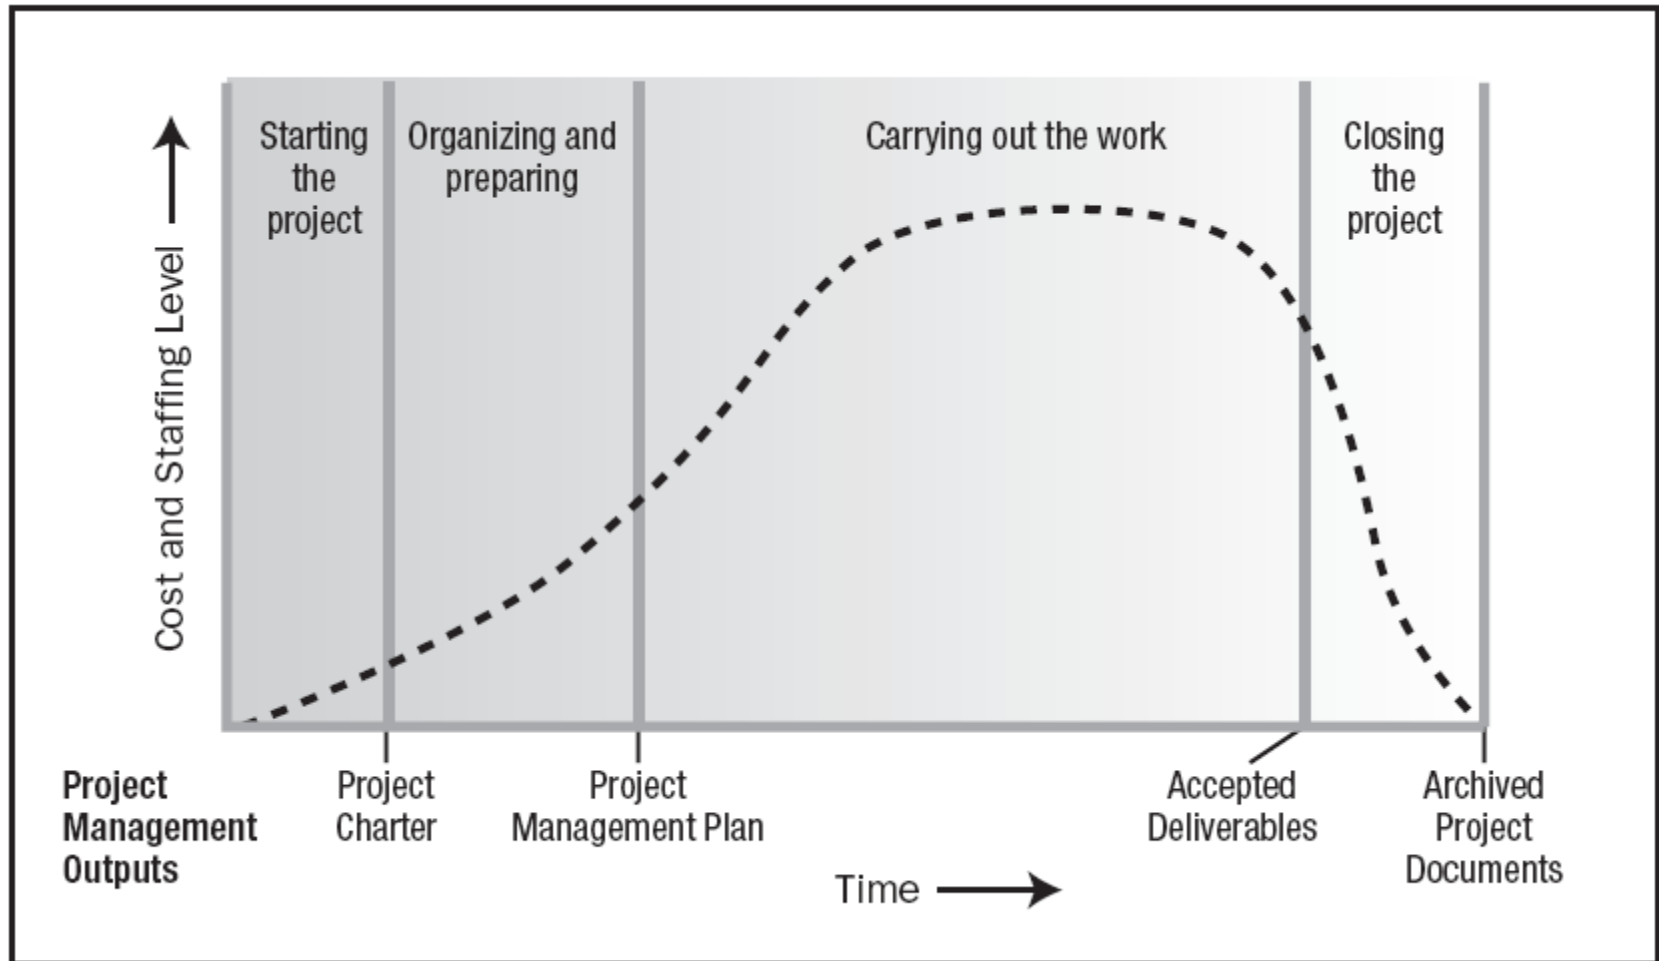 Starting
the
project
Organizing and
preparing
Carrying out the work
Closing
the
project
Cost and Staffing Level
Project
Management
Outputs
Project
Charter
Project
Management Plan
Accepted
Deliverables
Archived
Project
Documents
Time